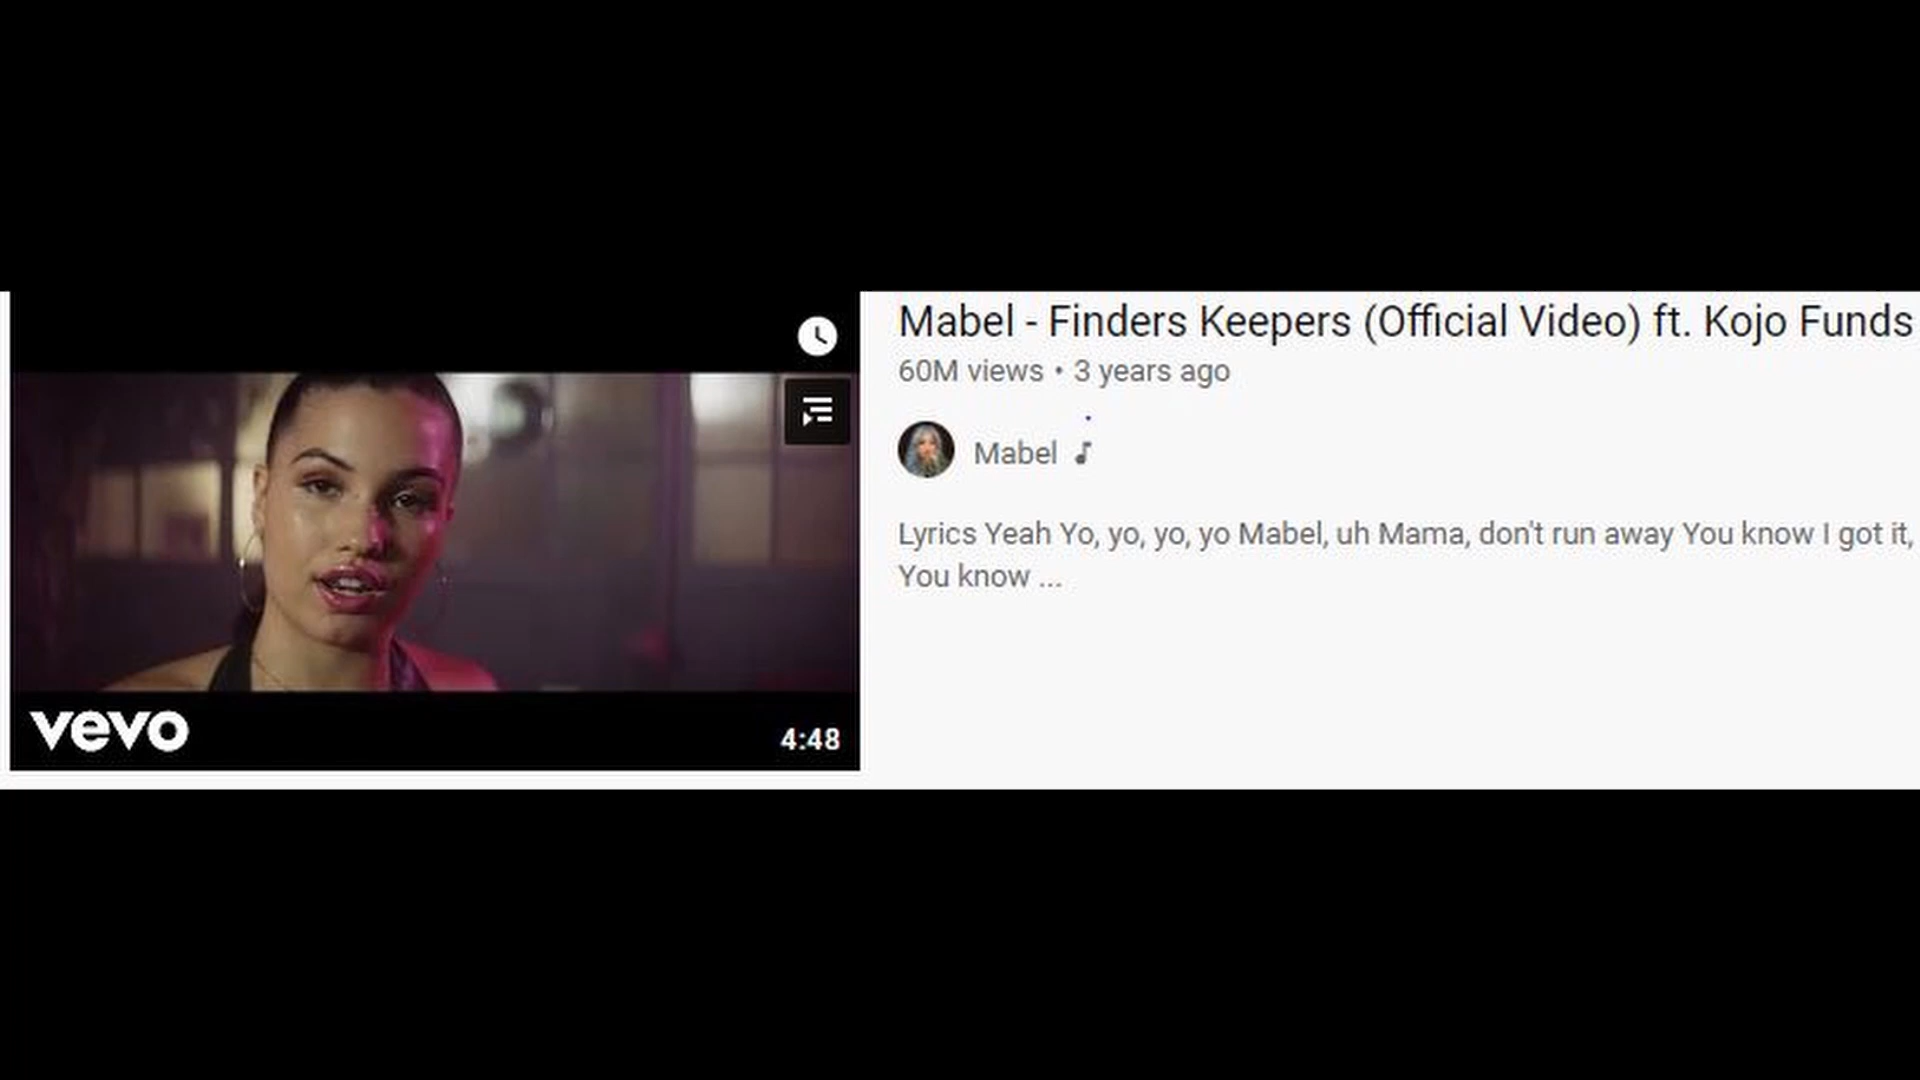 Mabel - Finders Keepers (Official Video) ft. Kojo Funds
60M views • 3 years ago
Mabel
Lyrics Yeah Yo, yo, yo, yo Mabel, uh Mama, don't run away You know I got it,
You know ...
vevo
4:48